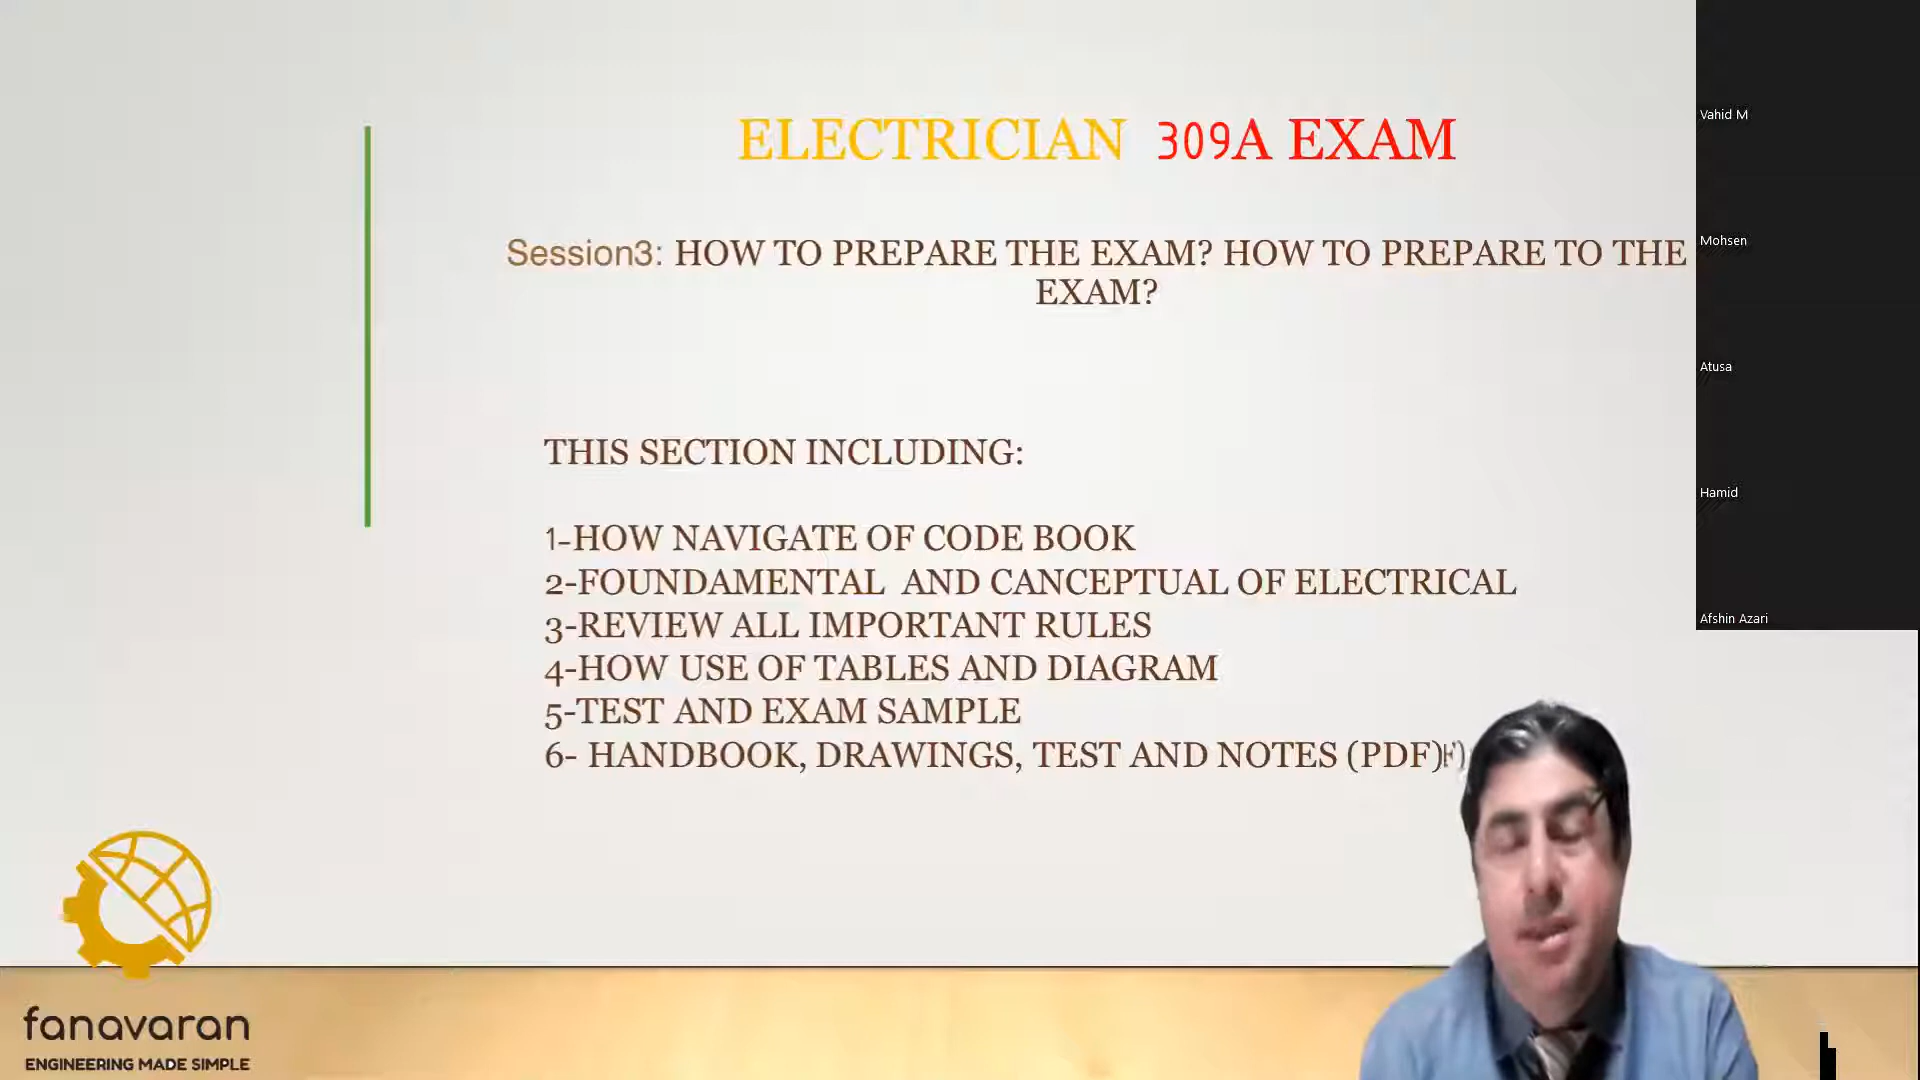 ELECTRICIAN 309A EXAM
Session3: HOW TO PREPARE THE EXAM? HOW TO PREPARE TO THE
EXAM?
THIS SECTION INCLUDING:
1-HOW NAVIGATE OF CODE BOOK
2-FOUNDAMENTAL AND CANCEPTUAL OF ELECTRICAL
3-REVIEW ALL IMPORTANT RULES
4-HOW USE OF TABLES AND DIAGRAM
5-TEST AND EXAM SAMPLE
6- HANDBOOK, DRAWINGS, TEST AND NOTES (PDF)F)
Vahid M
Mohsen
Atusa
Hamid
Afshin Azari
fanavaran
ENGINEERING MADE SIMPLE